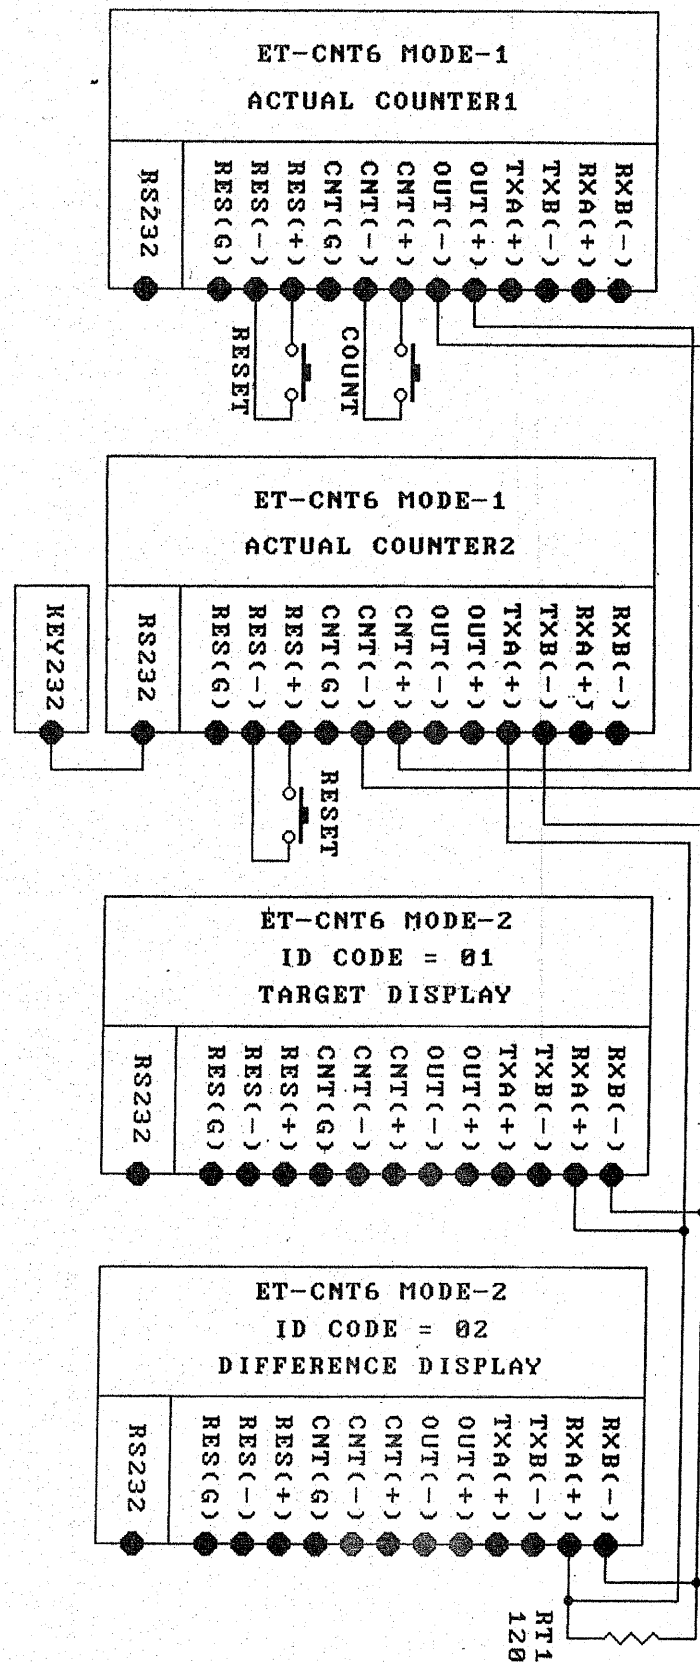 ET-CNT6 MODE-1
ACTUAL COUNTER1
RS232
RES(G)
RES(-)
RES(+)
CNT(G)
CNT(-)
CNT(+)
OUT(-)
OUT(+)
TXA(+)
TXB(-)
RXA(+)
RXB(-)
RESET
COUNT
ET-CNT6 MODE-1
ACTUAL COUNTER2
KEY232
RS232
RES(G)
RES(-)
RES(+)
CNT(G)
CNT(-)
CNT(+)
OUT(-)
OUT(+)
TXA(+)
TXB(-)
RXA(+)
RXB(-)
RESET
ET-CNT6 MODE-2
ID CODE = 01
TARGET DISPLAY
RS232
RES(G)
RES(-)
RES(+)
CNT(G)
CNT(-)
CNT(+)
OUT(-)
OUT(+)
TXA(+)
TXB(-)
RXA(+)
RXB(-)
ET-CNT6 MODE-2
ID CODE = 02
DIFFERENCE DISPLAY
RS232
RES(G)
RES(-)
RES(+)
CNT(G)
CNT(-)
CNT(+)
OUT(-)
OUT(+)
TXA(+)
TXB(-)
RXA(+)
RXB(-)
RT1
120